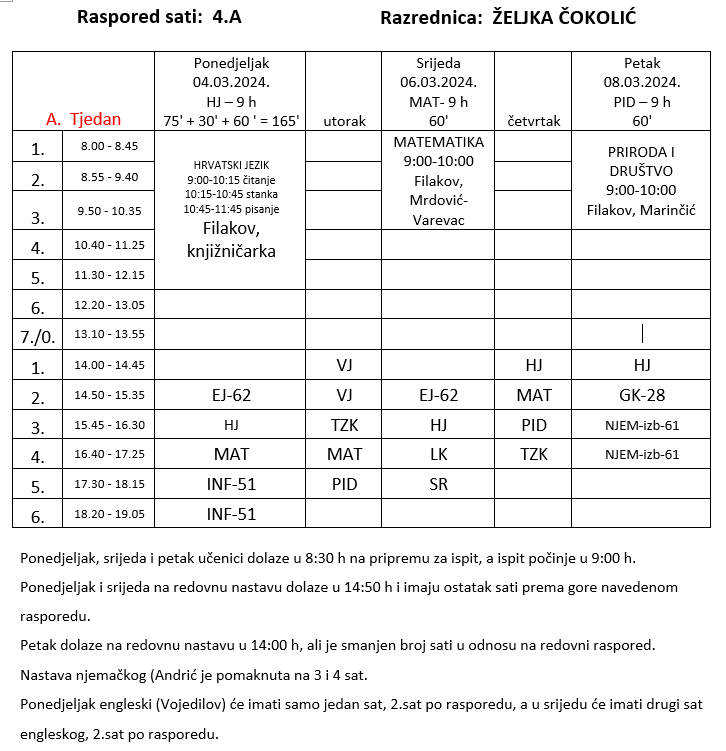 Raspored sati: 4.A Razrednica: ŽELJKA ČOKOLIĆ
A. Tjedan
Ponedjeljak
04.03.2024.
HJ – 9 h
75' + 30' + 60 ' = 165'
utorak
Srijeda
06.03.2024.
MAT- 9 h
60'
četvrtak
Petak
08.03.2024.
PID – 9 h
60'
1. 8.00 - 8.45
2. 8.55 - 9.40
3. 9.50 - 10.35
4. 10.40 - 11.25
5. 11.30 - 12.15
HRVATSKI JEZIK
9:00-10:15 čitanje
10:15-10:45 stanka
10:45-11:45 pisanje
Filakov,
knjižničarka
MATEMATIKA
9:00-10:00
Filakov,
Mrdović-
Varevac
PRIRODA I
DRUŠTVO
9:00-10:00
Filakov, Marinčić
6. 12.20 - 13.05
7./0. 13.10 - 13.55
1. 14.00 - 14.45 VJ HJ HJ
2. 14.50 - 15.35 EJ-62 VJ EJ-62 MAT GK-28
3. 15.45 - 16.30 HJ TZK HJ PID NJEM-izb-61
4. 16.40 - 17.25 MAT MAT LK TZK NJEM-izb-61
5. 17.30 - 18.15 INF-51 PID SR
6. 18.20 - 19.05 INF-51
Ponedjeljak, srijeda i petak učenici dolaze u 8:30 h na pripremu za ispit, a ispit počinje u 9:00 h.
Ponedjeljak i srijeda na redovnu nastavu dolaze u 14:50 h i imaju ostatak sati prema gore navedenom
rasporedu.
Petak dolaze na redovnu nastavu u 14:00 h, ali je smanjen broj sati u odnosu na redovni raspored.
Nastava njemačkog (Andrić je pomaknuta na 3 i 4 sat.
Ponedjeljak engleski (Vojedilov) će imati samo jedan sat, 2.sat po rasporedu, a u srijedu će imati drugi sat
engleskog, 2.sat po rasporedu.